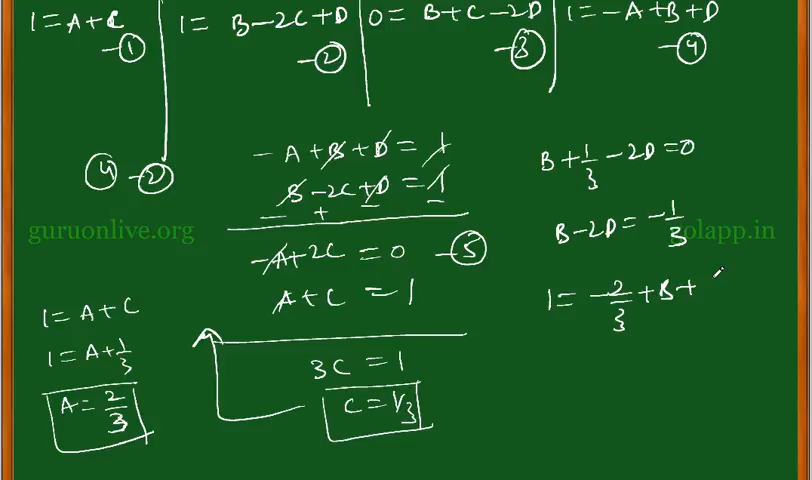 1 = A + C —① | 1 = B - 2C + D —② | 0 = B + C - 2D —③ | 1 = -A + B + D —④
④ - ②
- A + B + D = 1
B - 2C + D = 1
— + — —
-A + 2C = 0 —⑤
A + C = 1
3C = 1
C = 1/3
1 = A + C
1 = A + 1/3
A = 2/3
B + 1/3 - 2D = 0
B - 2D = -1/3
1 = -2/3 + B +
guruonlive.org
olapp.in